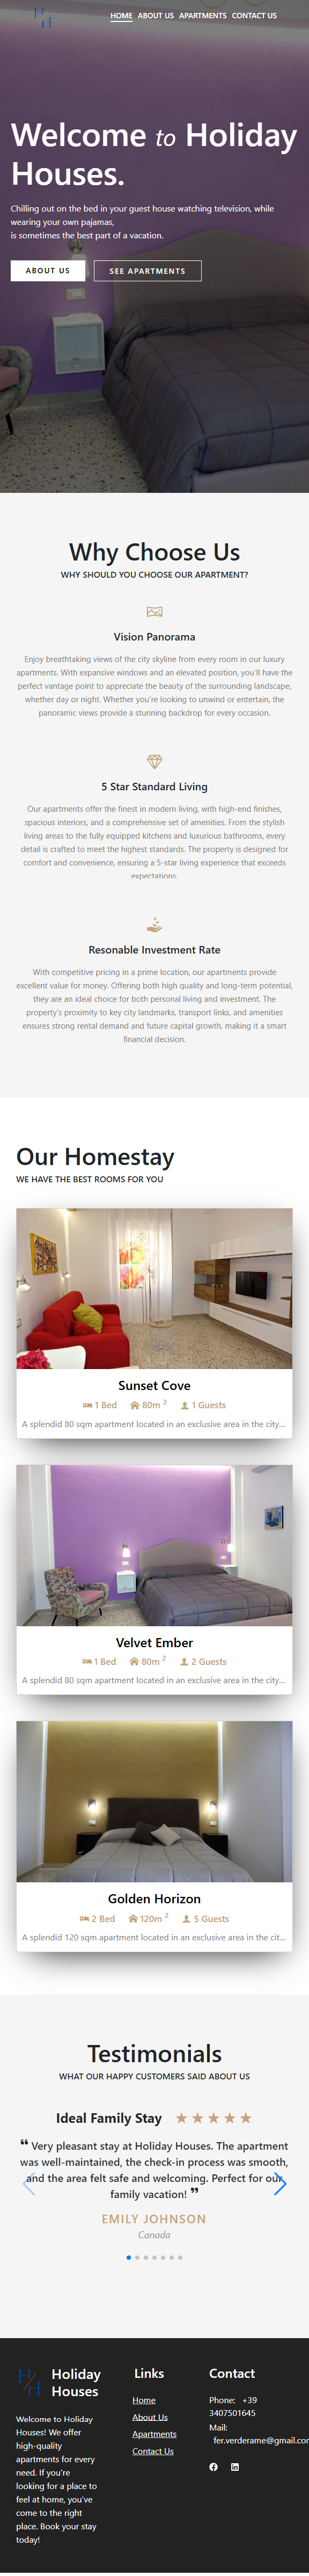 H
H
HOME ABOUT US APARTMENTS CONTACT US
Welcome to Holiday
Houses.
Chilling out on the bed in your guest house watching television, while
wearing your own pajamas,
is sometimes the best part of a vacation.
ABOUT US SEE APARTMENTS
Why Choose Us
WHY SHOULD YOU CHOOSE OUR APARTMENT?
Vision Panorama
Enjoy breathtaking views of the city skyline from every room in our luxury
apartments. With expansive windows and an elevated position, you'll have the
perfect vantage point to appreciate the beauty of the surrounding landscape,
whether day or night. Whether you're looking to unwind or entertain, the
panoramic views provide a stunning backdrop for every occasion.
5 Star Standard Living
Our apartments offer the finest in modern living, with high-end finishes,
spacious interiors, and a comprehensive set of amenities. From the stylish
living areas to the fully equipped kitchens and luxurious bathrooms, every
detail is crafted to meet the highest standards. The property is designed for
comfort and convenience, ensuring a 5-star living experience that exceeds
expectations.
Resonable Investment Rate
With competitive pricing in a prime location, our apartments provide
excellent value for money. Offering both high quality and long-term potential,
they are an ideal choice for both personal living and investment. The
property's proximity to key city landmarks, transport links, and amenities
ensures strong rental demand and future capital growth, making it a smart
financial decision.
Our Homestay
WE HAVE THE BEST ROOMS FOR YOU
Sunset Cove
1 Bed 80m 2 1 Guests
A splendid 80 sqm apartment located in an exclusive area in the city...
Velvet Ember
1 Bed 80m 2 2 Guests
A splendid 80 sqm apartment located in an exclusive area in the city...
Golden Horizon
2 Bed 120m 2 5 Guests
A splendid 120 sqm apartment located in an exclusive area in the cit...
Testimonials
WHAT OUR HAPPY CUSTOMERS SAID ABOUT US
Ideal Family Stay ★ ★ ★ ★ ★
❝ Very pleasant stay at Holiday Houses. The apartment
was well-maintained, the check-in process was smooth,
and the area felt safe and welcoming. Perfect for our
family vacation! ❞
EMILY JOHNSON
Canada
H/H
Holiday
Houses
Welcome to Holiday
Houses! We offer
high-quality
apartments for every
need. If you're
looking for a place to
feel at home, you've
come to the right
place. Book your stay
today!
Links
Home
About Us
Apartments
Contact Us
Contact
Phone: +39
3407501645
Mail:
fer.verderame@gmail.com